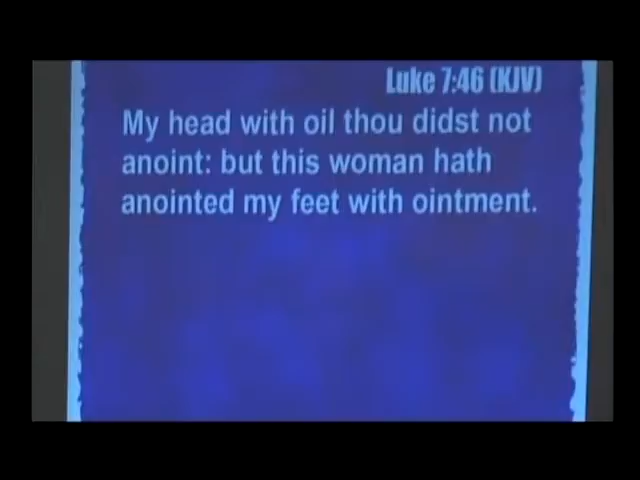 Luke 7:46 (KJV)
My head with oil thou didst not
anoint: but this woman hath
anointed my feet with ointment.